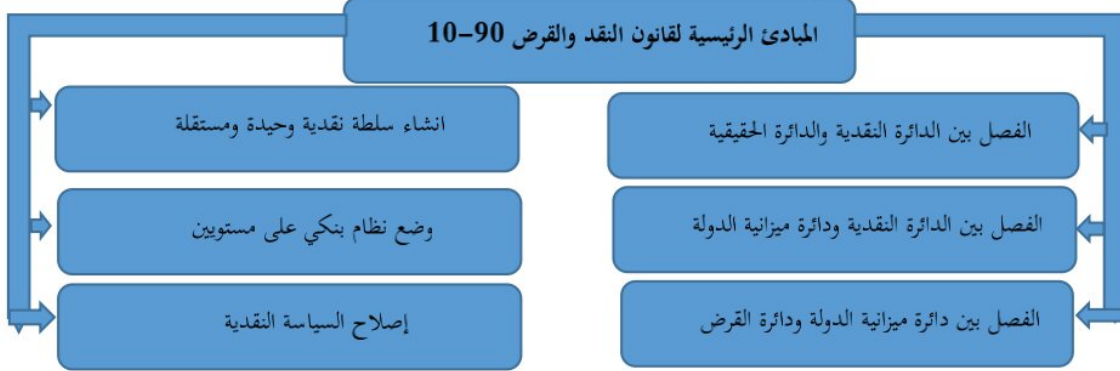 المبادئ الرئيسية لقانون النقد والقرض 90-10
الفصل بين الدائرة النقدية والدائرة الحقيقية
الفصل بين الدائرة النقدية ودائرة ميزانية الدولة
الفصل بين دائرة ميزانية الدولة ودائرة القرض
انشاء سلطة نقدية وحيدة ومستقلة
وضع نظام بنكي على مستويين
إصلاح السياسة النقدية